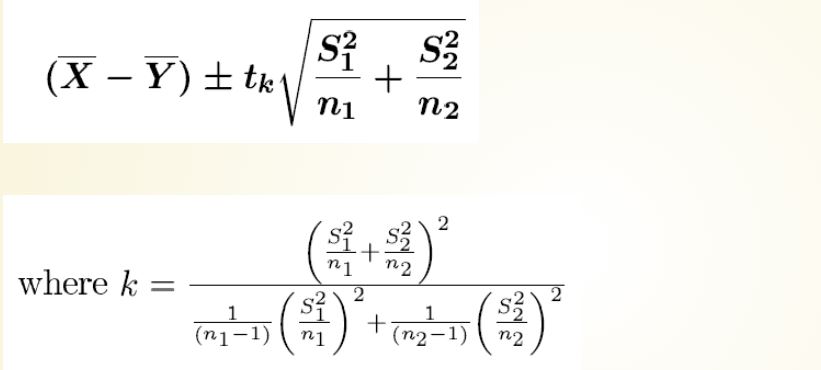 (X̅ − Y̅) ± t_k √(S₁²/n₁ + S₂²/n₂)
where k = (S₁²/n₁ + S₂²/n₂)² / (1/(n₁−1) (S₁²/n₁)² + 1/(n₂−1) (S₂²/n₂)²)